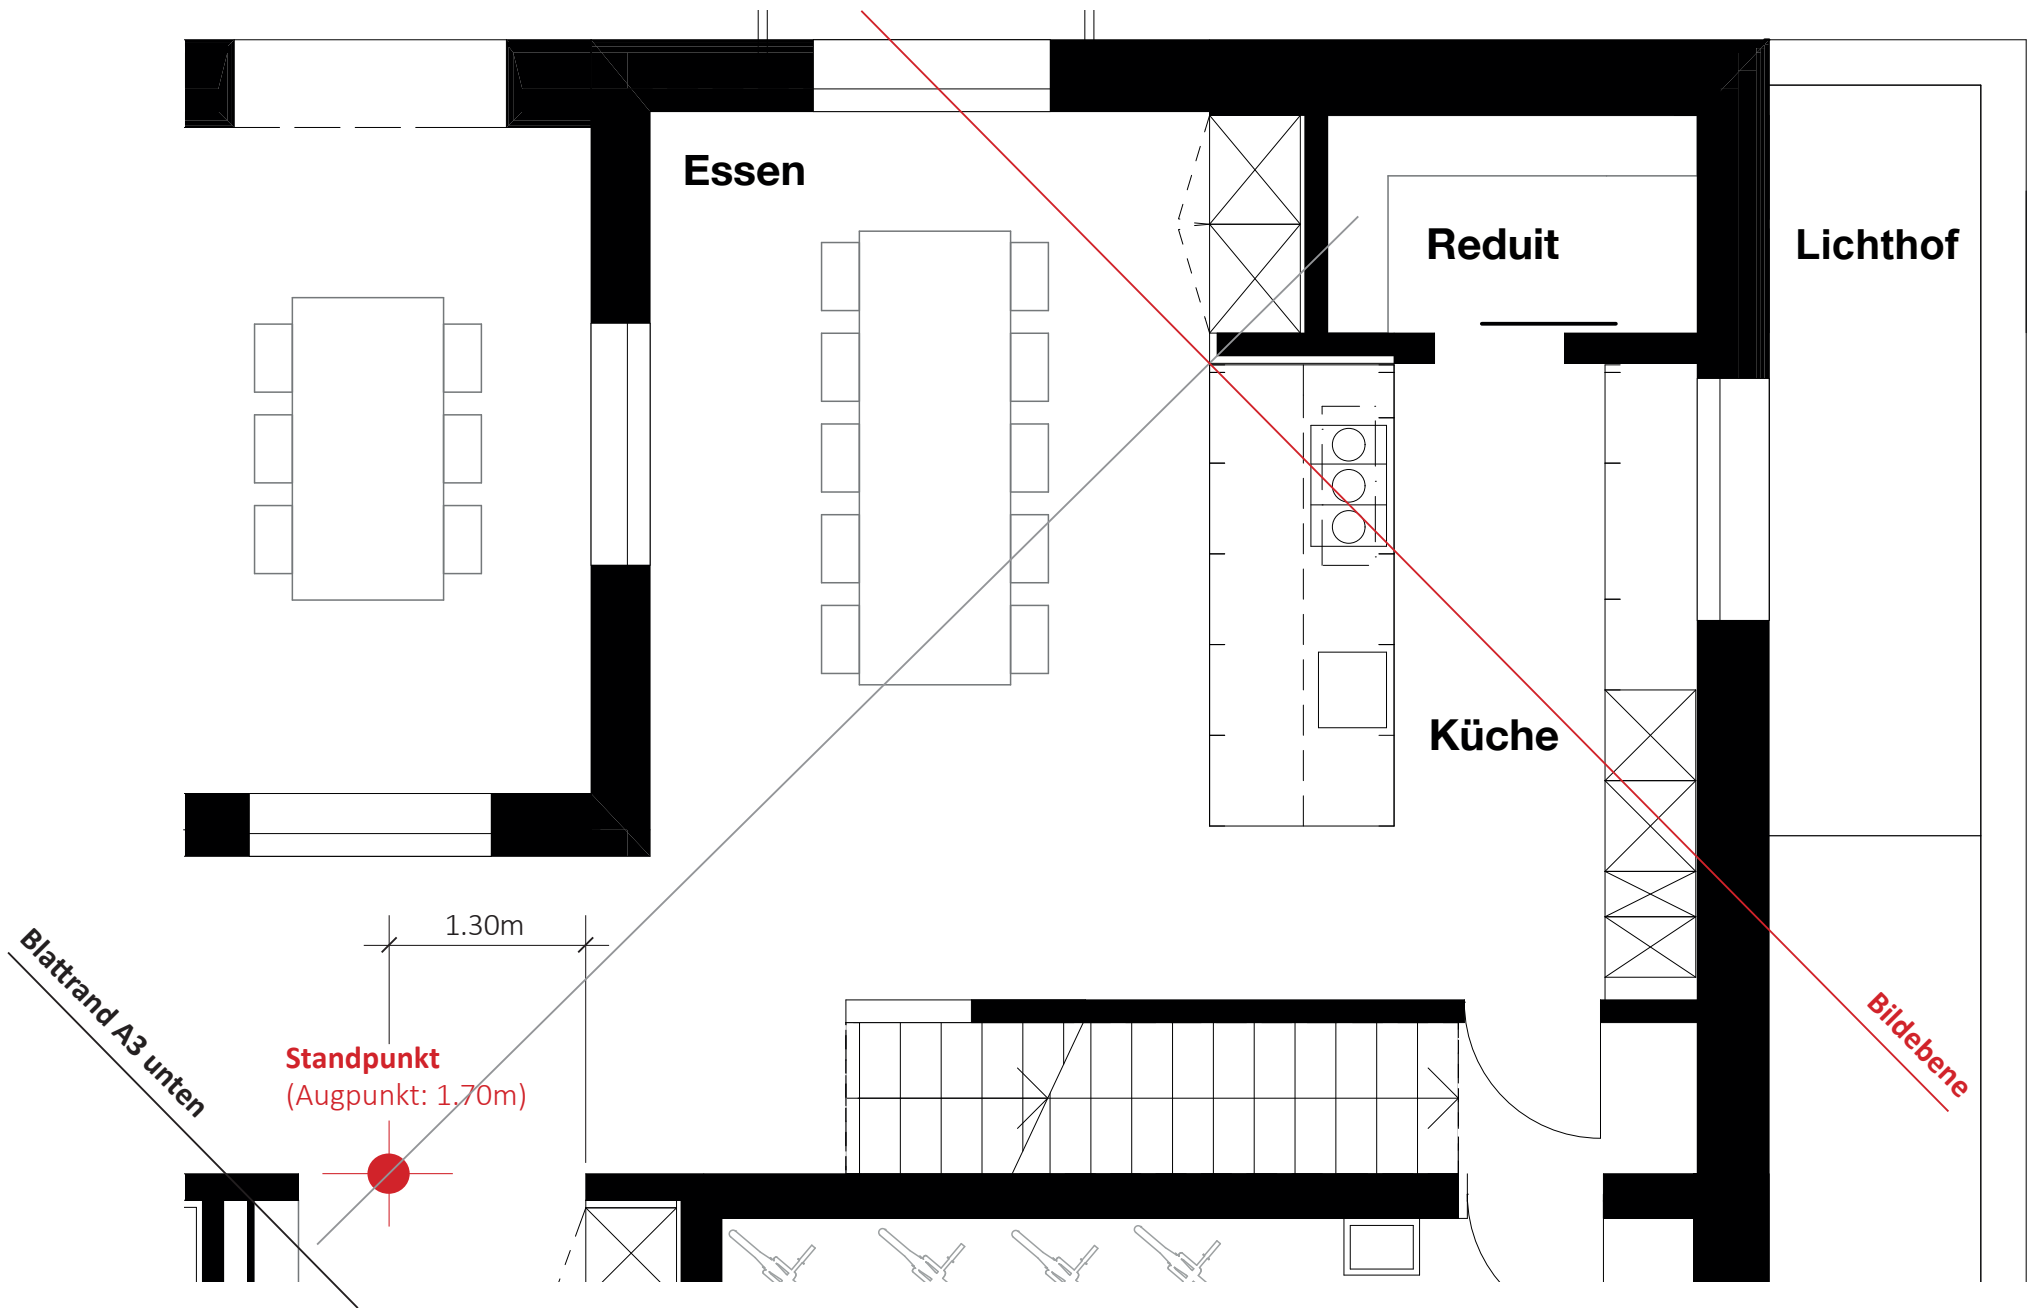 Essen
Reduit
Lichthof
Küche
1.30m
Blattrand A3 unten
Standpunkt
(Augpunkt: 1.70m)
Bildebene